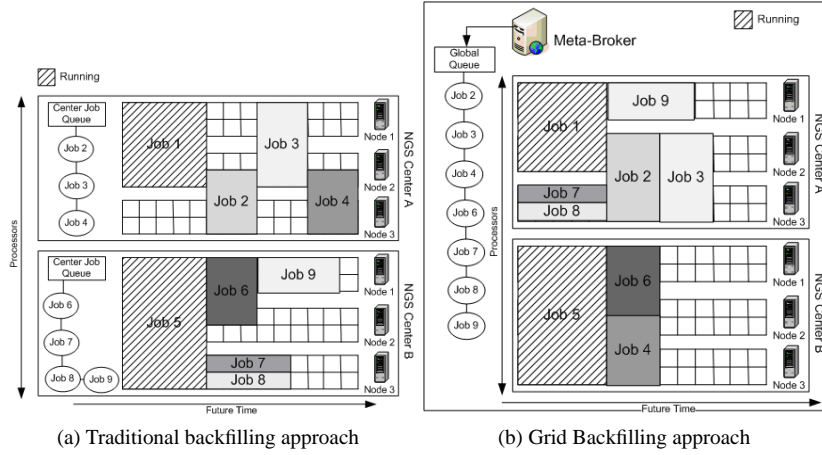 Running
Center Job
Queue
Job 2
Job 3
Job 4
Job 1
Job 3
Job 2
Job 4
Node 1
Node 2
Node 3
NGS Center A
Processors
Center Job
Queue
Job 6
Job 7
Job 8
Job 9
Job 5
Job 6
Job 9
Job 7
Job 8
Node 1
Node 2
Node 3
NGS Center B
Future Time
(a) Traditional backfilling approach
Meta-Broker
Running
Global
Queue
Job 2
Job 3
Job 4
Job 6
Job 7
Job 8
Job 9
Processors
Job 1
Job 9
Job 7
Job 8
Job 2
Job 3
Node 1
Node 2
Node 3
NGS Center A
Job 5
Job 6
Job 4
Node 1
Node 2
Node 3
NGS Center B
Future Time
(b) Grid Backfilling approach